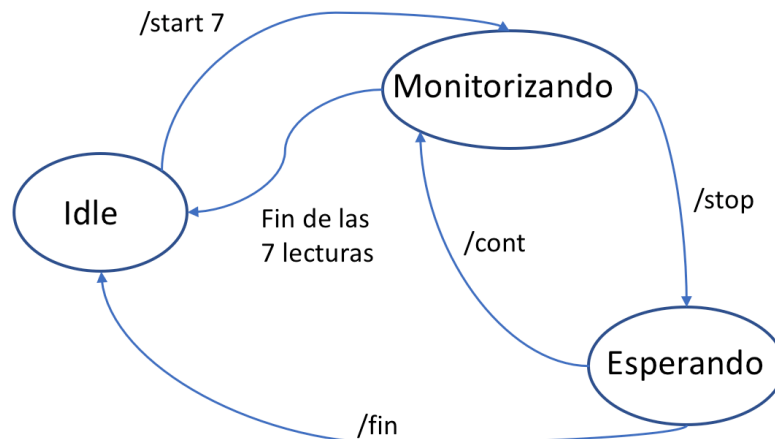 /start 7
Monitorizando
Idle
Fin de las
7 lecturas
/cont
/stop
Esperando
/fin